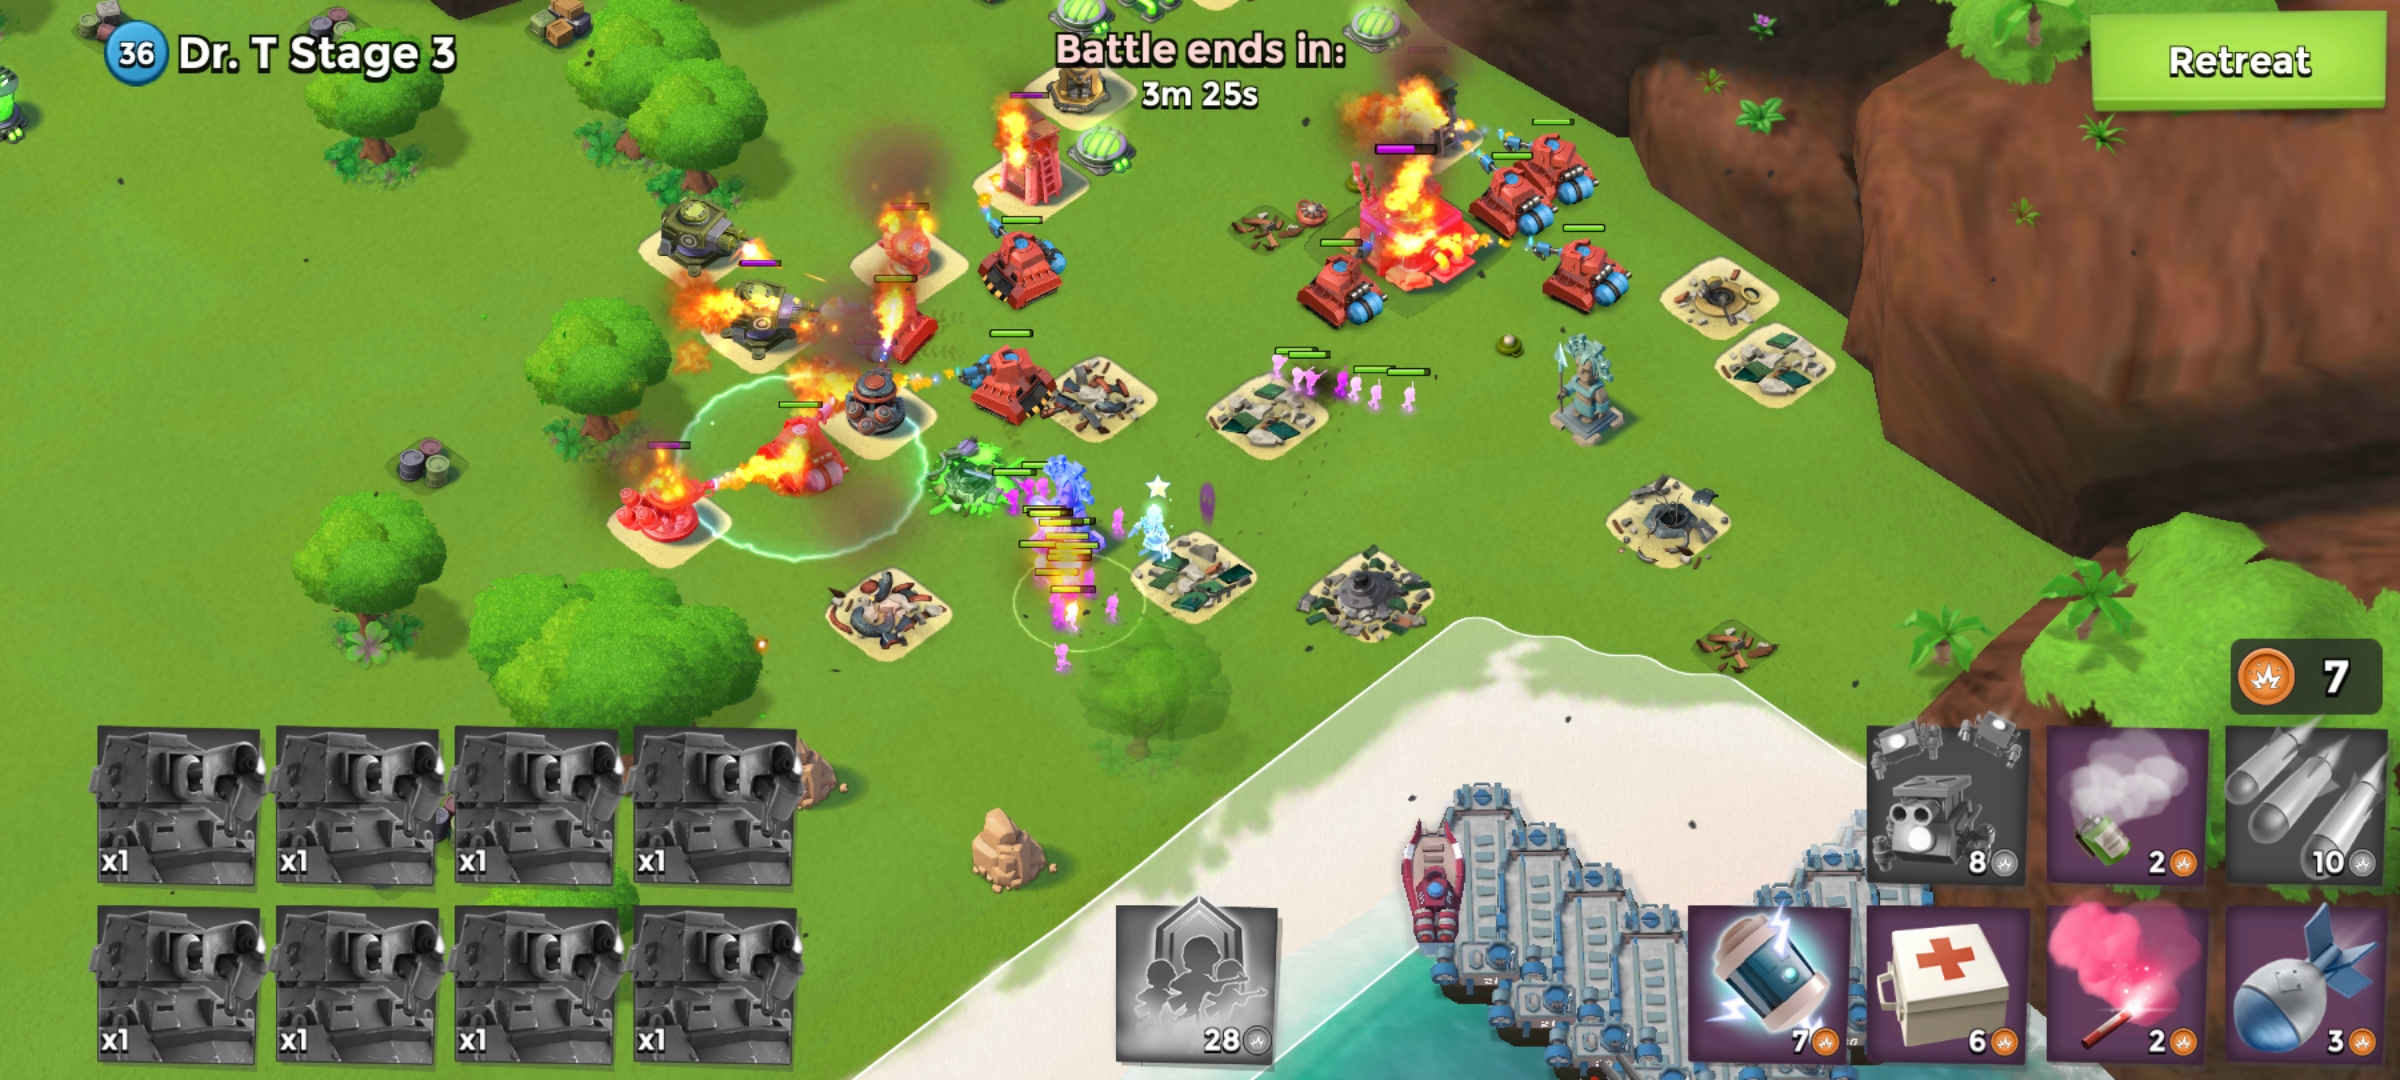 36 Dr. T Stage 3
Battle ends in:
3m 25s
Retreat
7
x1
x1
x1
x1
8
2
10
x1
x1
x1
x1
28
7
6
2
3